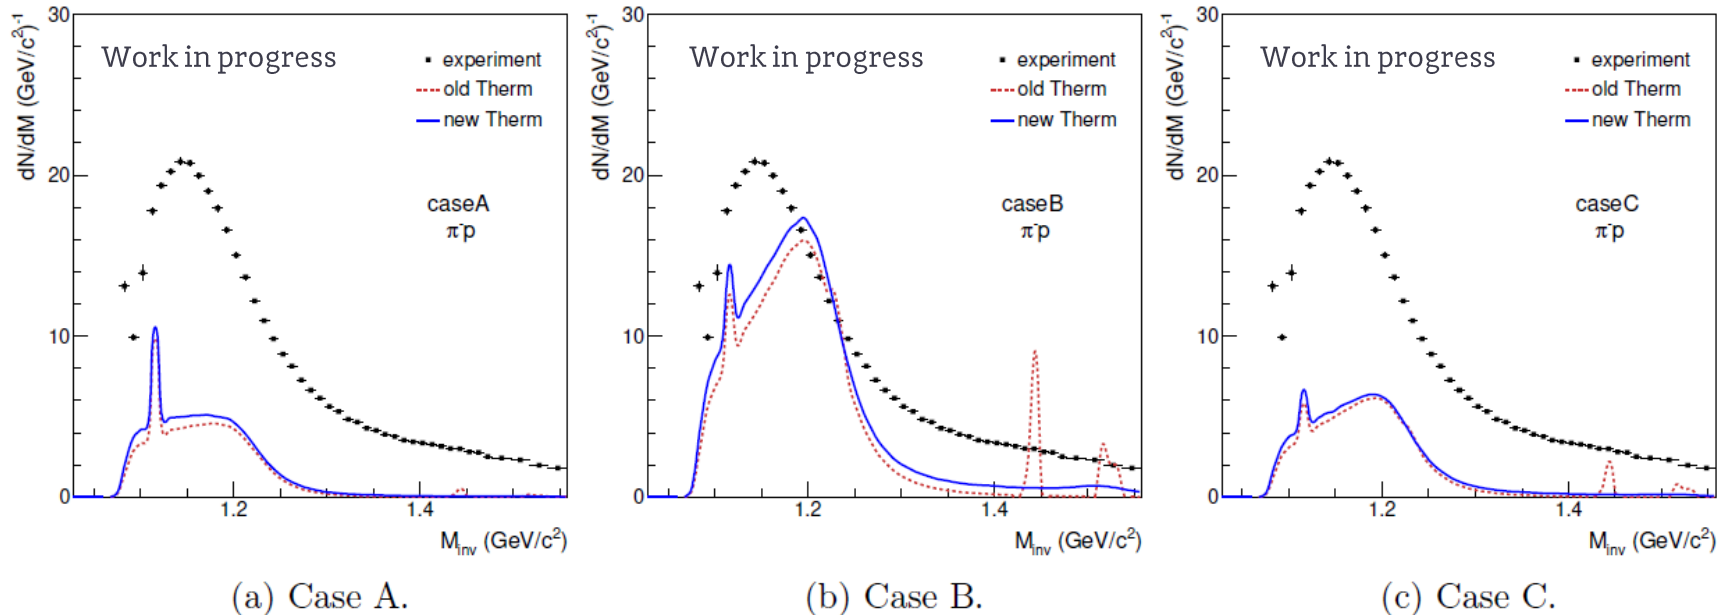 30
20
10
0
dN/dM (GeV/c²)⁻¹
Work in progress
experiment
old Therm
new Therm
caseA
π⁻p
1.2
1.4
M_inv (GeV/c²)
(a) Case A.
30
20
10
0
dN/dM (GeV/c²)⁻¹
Work in progress
experiment
old Therm
new Therm
caseB
π⁻p
1.2
1.4
M_inv (GeV/c²)
(b) Case B.
30
20
10
0
dN/dM (GeV/c²)⁻¹
Work in progress
experiment
old Therm
new Therm
caseC
π⁻p
1.2
1.4
M_inv (GeV/c²)
(c) Case C.